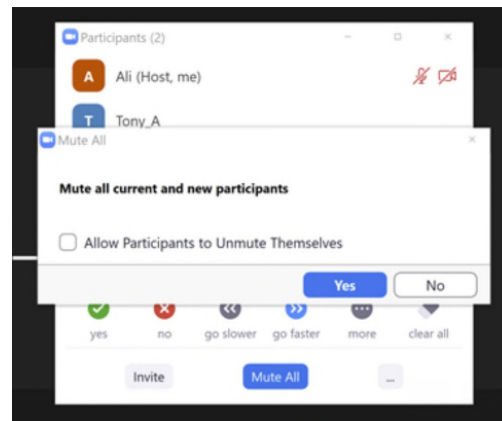 Participants (2)
A Ali (Host, me)
T Tony_A
Mute All
Mute all current and new participants
Allow Participants to Unmute Themselves
Yes No
yes no go slower go faster more clear all
Invite Mute All ...